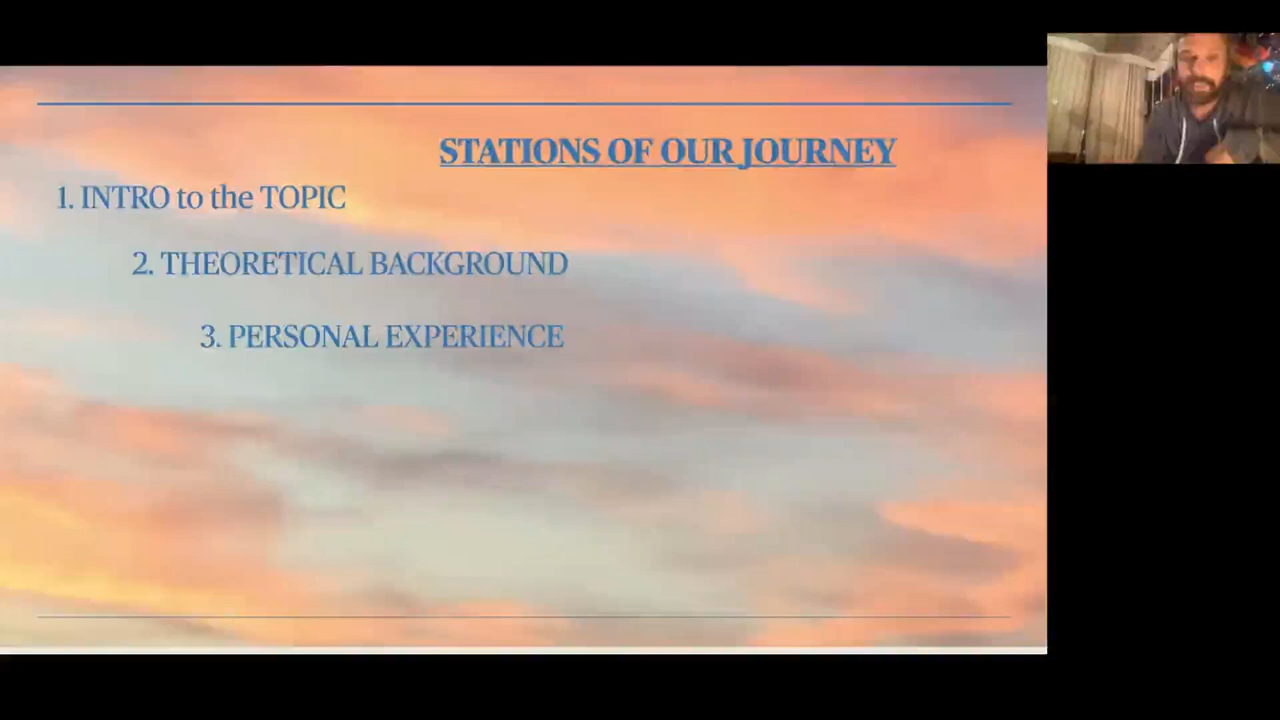 STATIONS OF OUR JOURNEY
1. INTRO to the TOPIC
2. THEORETICAL BACKGROUND
3. PERSONAL EXPERIENCE